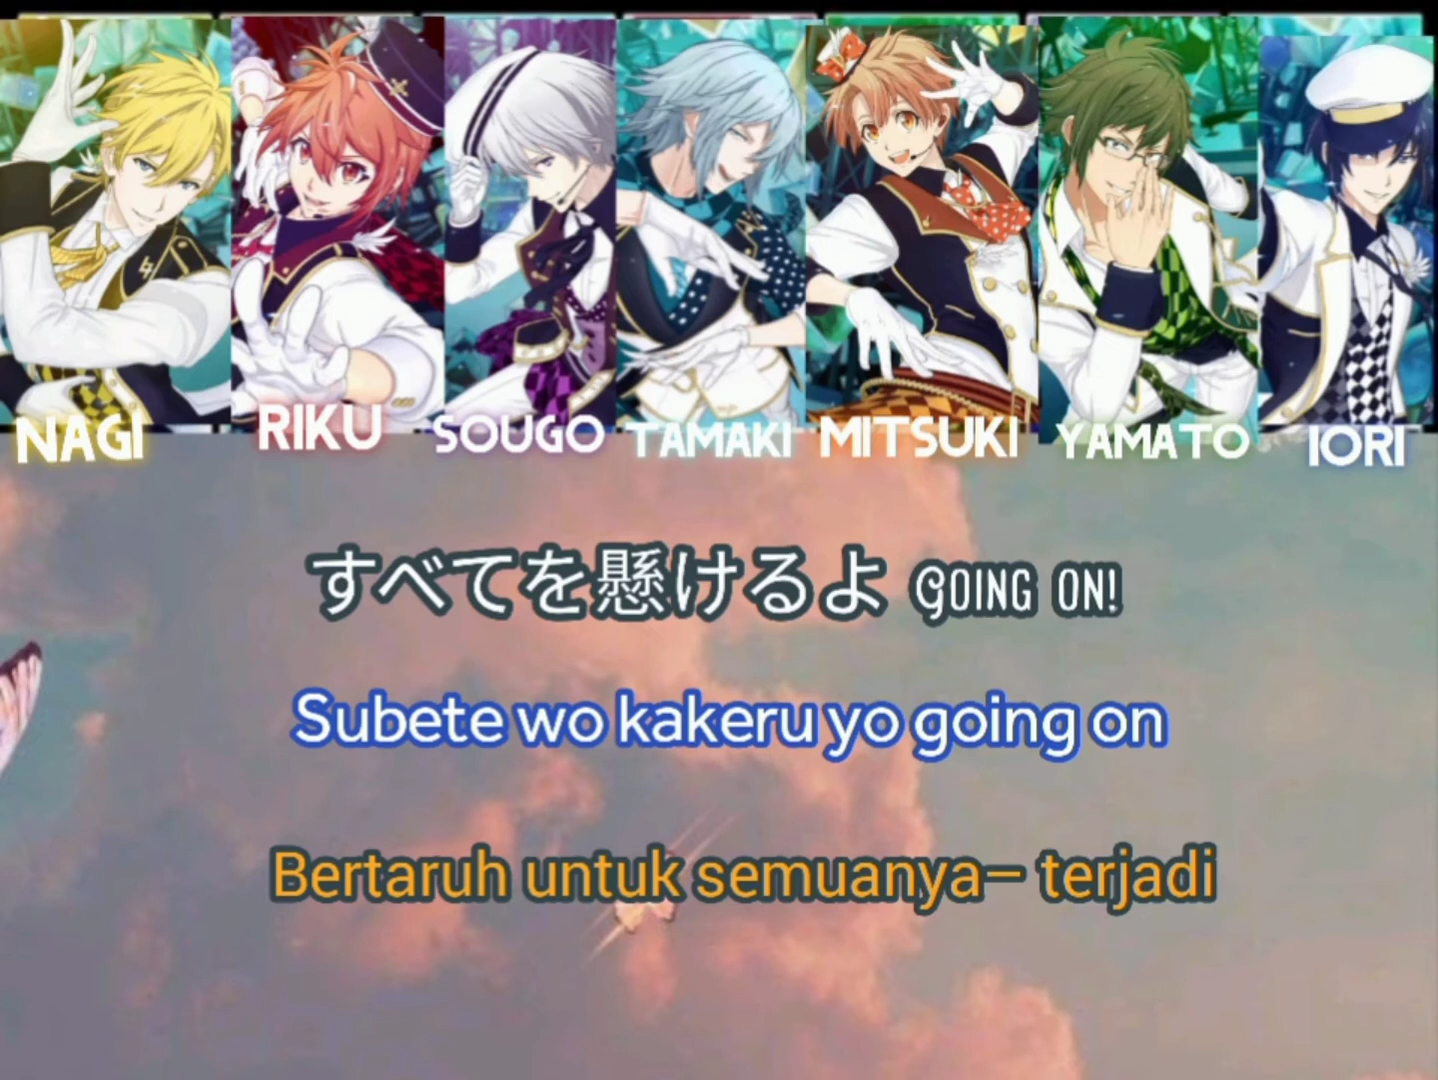 NAGI RIKU SOUGO TAMAKI MITSUKI YAMATO IORI
すべてを懸けるよ GOING ON!
Subete wo kakeru yo going on
Bertaruh untuk semuanya— terjadi